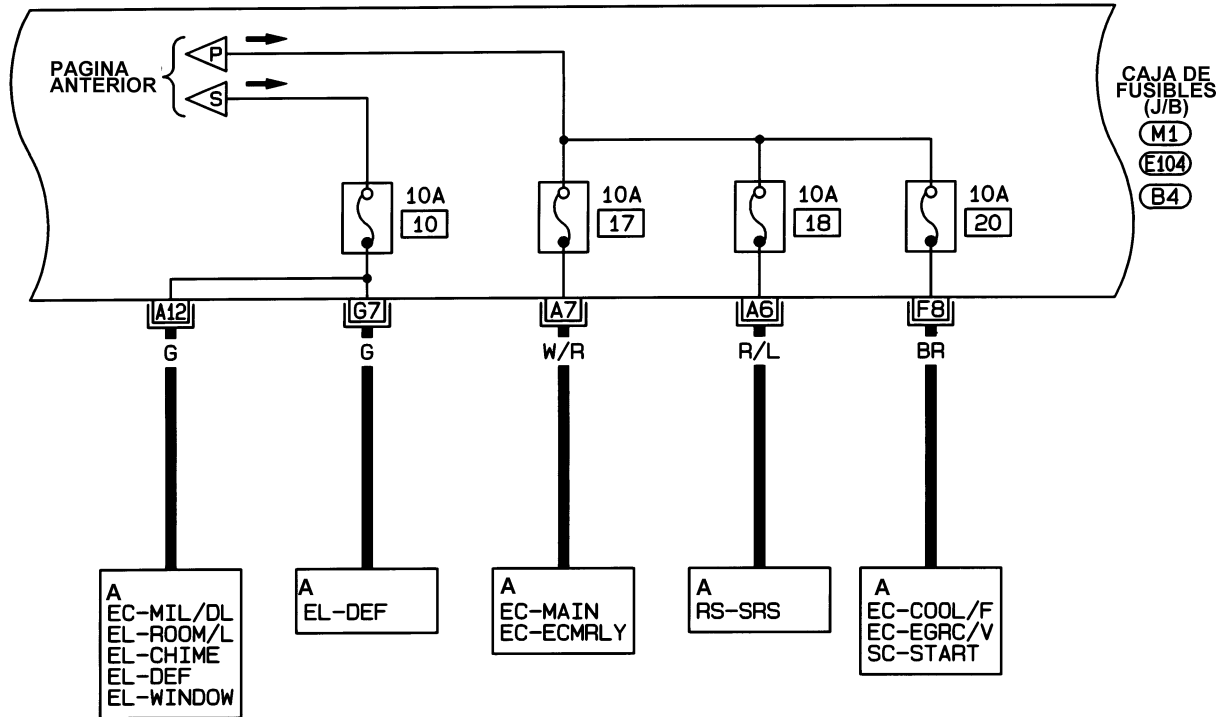 PAGINA
ANTERIOR
P
S
CAJA DE
FUSIBLES
(J/B)
M1
E104
B4
10A
10
10A
17
10A
18
10A
20
A12
G7
A7
A6
F8
G
G
W/R
R/L
BR
A
EC-MIL/DL
EL-ROOM/L
EL-CHIME
EL-DEF
EL-WINDOW
A
EL-DEF
A
EC-MAIN
EC-ECMRLY
A
RS-SRS
A
EC-COOL/F
EC-EGRC/V
SC-START